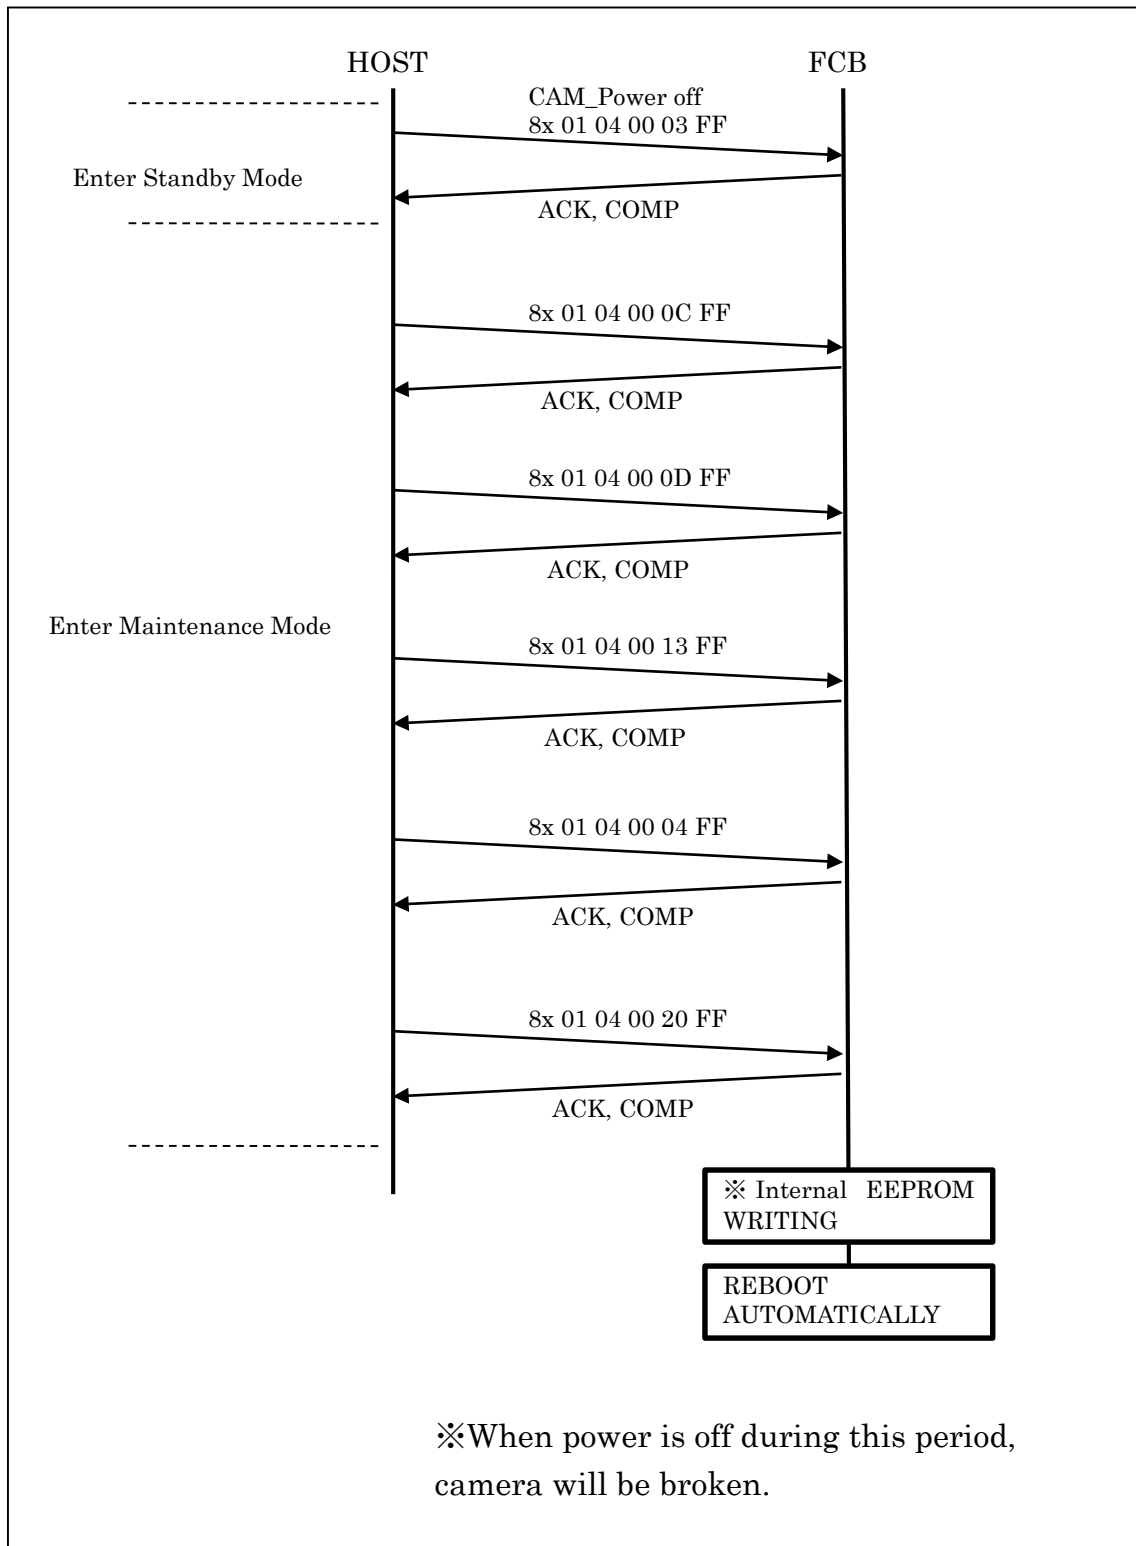 HOST
FCB
CAM_Power off
8x 01 04 00 03 FF
Enter Standby Mode
ACK, COMP
8x 01 04 00 0C FF
ACK, COMP
8x 01 04 00 0D FF
ACK, COMP
Enter Maintenance Mode
8x 01 04 00 13 FF
ACK, COMP
8x 01 04 00 04 FF
ACK, COMP
8x 01 04 00 20 FF
ACK, COMP
※Internal EEPROM
WRITING
REBOOT
AUTOMATICALLY
※When power is off during this period,
camera will be broken.